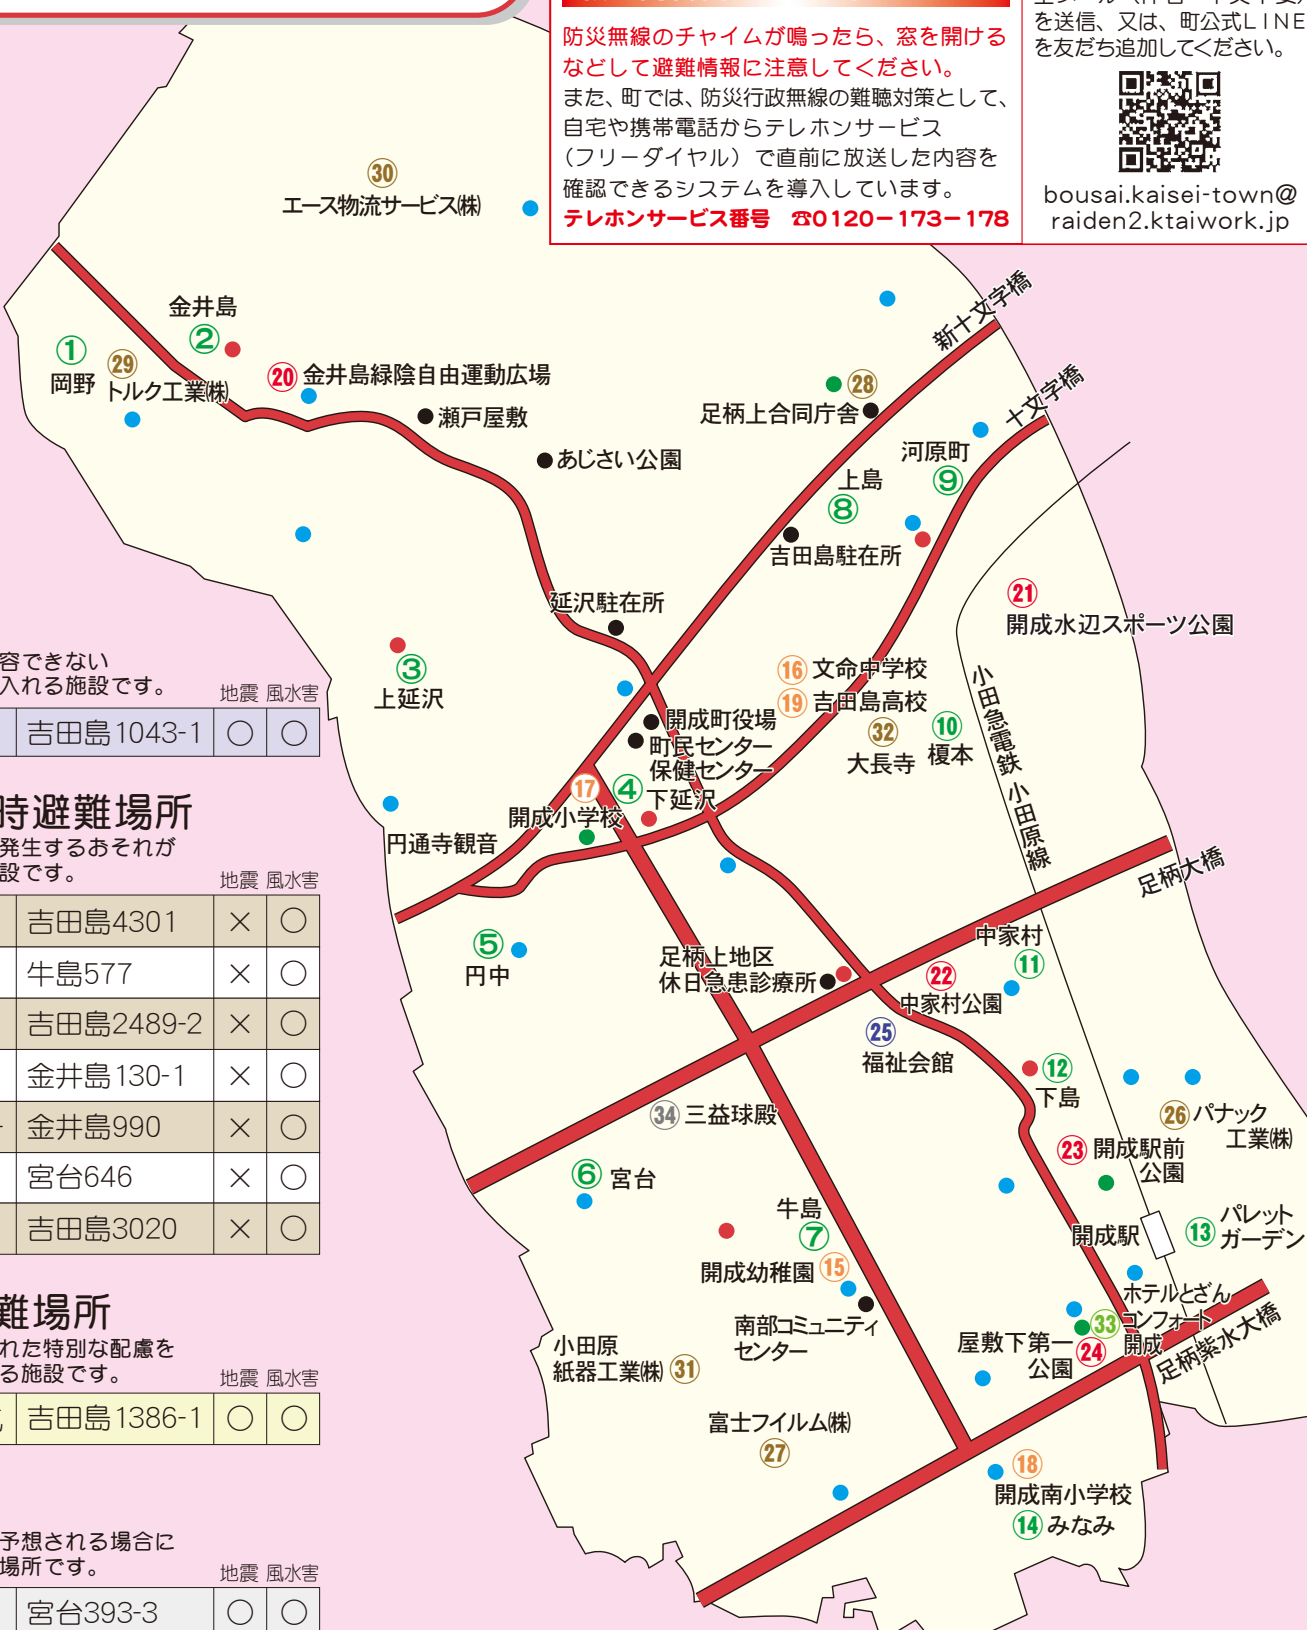 防災無線のチャイムが鳴ったら、窓を開ける
などして避難情報に注意してください。
また、町では、防災行政無線の難聴対策として、
自宅や携帯電話からテレホンサービス
（フリーダイヤル）で直前に放送した内容を
確認できるシステムを導入しています。
テレホンサービス番号 ☎0120－173－178
を送信、又は、町公式LINE
を友だち追加してください。
bousai.kaisei-town@
raiden2.ktaiwork.jp
㉚
エース物流サービス㈱
新十文字橋
十文字橋
金井島
②
①
岡野
㉙
トルク工業㈱
⑳ 金井島緑陰自由運動広場
瀬戸屋敷
あじさい公園
㉘
足柄上合同庁舎
河原町
⑨
上島
⑧
吉田島駐在所
延沢駐在所
㉑
開成水辺スポーツ公園
③
上延沢
⑯ 文命中学校
⑲ 吉田島高校
㉜
大長寺
⑩
榎本
小田急電鉄 小田原線
開成町役場
町民センター
保健センター
⑰
開成小学校
④ 下延沢
円通寺観音
足柄大橋
⑤
円中
足柄上地区
休日急患診療所
中家村
⑪
㉒
中家村公園
㉕
福祉会館
⑫
下島
㉞ 三益球殿
㉖ パナック
工業㈱
㉓ 開成駅前
公園
⑥ 宮台
牛島
⑦
開成駅
⑬ パレット
ガーデン
開成幼稚園 ⑮
南部コミュニティ
センター
㉝ ホテルとざん
コンフォート
開成
屋敷下第一
公園 ㉔
足柄紫水大橋
小田原
紙器工業㈱ ㉛
富士フイルム㈱
㉗
⑱
開成南小学校
⑭ みなみ
容できない
入れる施設です。
地震 風水害
吉田島1043-1 ○ ○
時避難場所
発生するおそれが
設です。
地震 風水害
吉田島4301 × ○
牛島577 × ○
吉田島2489-2 × ○
金井島130-1 × ○
金井島990 × ○
宮台646 × ○
吉田島3020 × ○
難場所
れた特別な配慮を
る施設です。
地震 風水害
吉田島1386-1 ○ ○
予想される場合に
場所です。
地震 風水害
宮台393-3 ○ ○